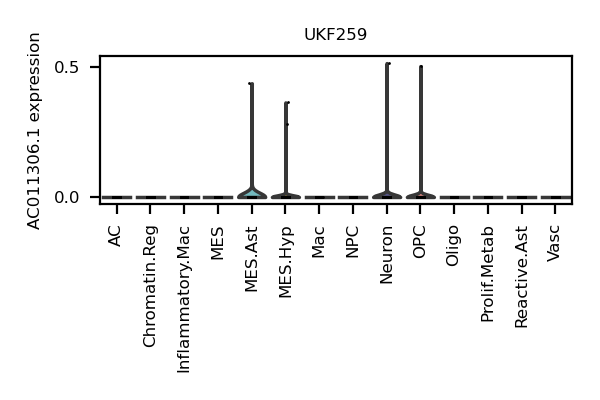 UKF259
AC011306.1 expression
0.5
0.0
AC
Chromatin.Reg
Inflammatory.Mac
MES
MES.Ast
MES.Hyp
Mac
NPC
Neuron
OPC
Oligo
Prolif.Metab
Reactive.Ast
Vasc